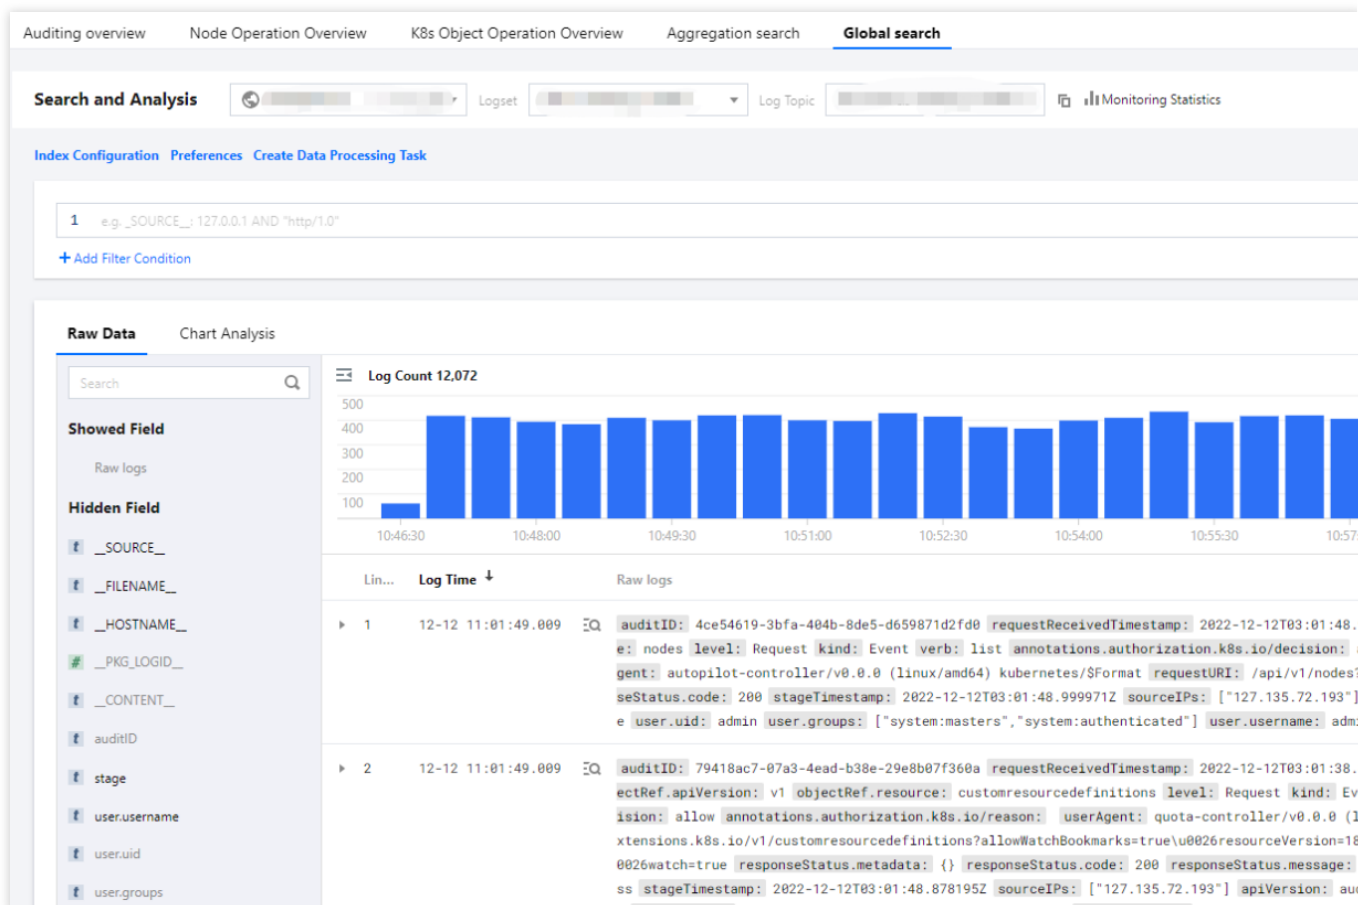 Auditing overview Node Operation Overview K8s Object Operation Overview Aggregation search Global search
Search and Analysis Logset Log Topic Monitoring Statistics
Index Configuration Preferences Create Data Processing Task
1 e.g. _SOURCE__: 127.0.0.1 AND "http/1.0"
+ Add Filter Condition
Raw Data Chart Analysis
Search
Log Count 12,072
Showed Field
Raw logs
Hidden Field
t __SOURCE__
t __FILENAME__
t __HOSTNAME__
# __PKG_LOGID__
t __CONTENT__
t auditID
t stage
t user.username
t user.uid
t user.groups
500
400
300
200
100
10:46:30 10:48:00 10:49:30 10:51:00 10:52:30 10:54:00 10:55:30 10:57:
Lin... Log Time Raw logs
1 12-12 11:01:49.009 auditID: 4ce54619-3bfa-404b-8de5-d659871d2fd0 requestReceivedTimestamp: 2022-12-12T03:01:48.
e: nodes level: Request kind: Event verb: list annotations.authorization.k8s.io/decision:
gent: autopilot-controller/v0.0.0 (linux/amd64) kubernetes/$Format requestURI: /api/v1/nodes?
seStatus.code: 200 stageTimestamp: 2022-12-12T03:01:48.999971Z sourceIPs: ["127.135.72.193"]
e user.uid: admin user.groups: ["system:masters","system:authenticated"] user.username: admi
2 12-12 11:01:49.009 auditID: 79418ac7-07a3-4ead-b38e-29e8b07f360a requestReceivedTimestamp: 2022-12-12T03:01:38.
ectRef.apiVersion: v1 objectRef.resource: customresourcedefinitions level: Request kind: Ev
ision: allow annotations.authorization.k8s.io/reason: userAgent: quota-controller/v0.0.0 (l
xtensions.k8s.io/v1/customresourcedefinitions?allowWatchBookmarks=true\u0026resourceVersion=18
0026watch=true responseStatus.metadata: {} responseStatus.code: 200 responseStatus.message:
ss stageTimestamp: 2022-12-12T03:01:48.878195Z sourceIPs: ["127.135.72.193"] apiVersion: aud